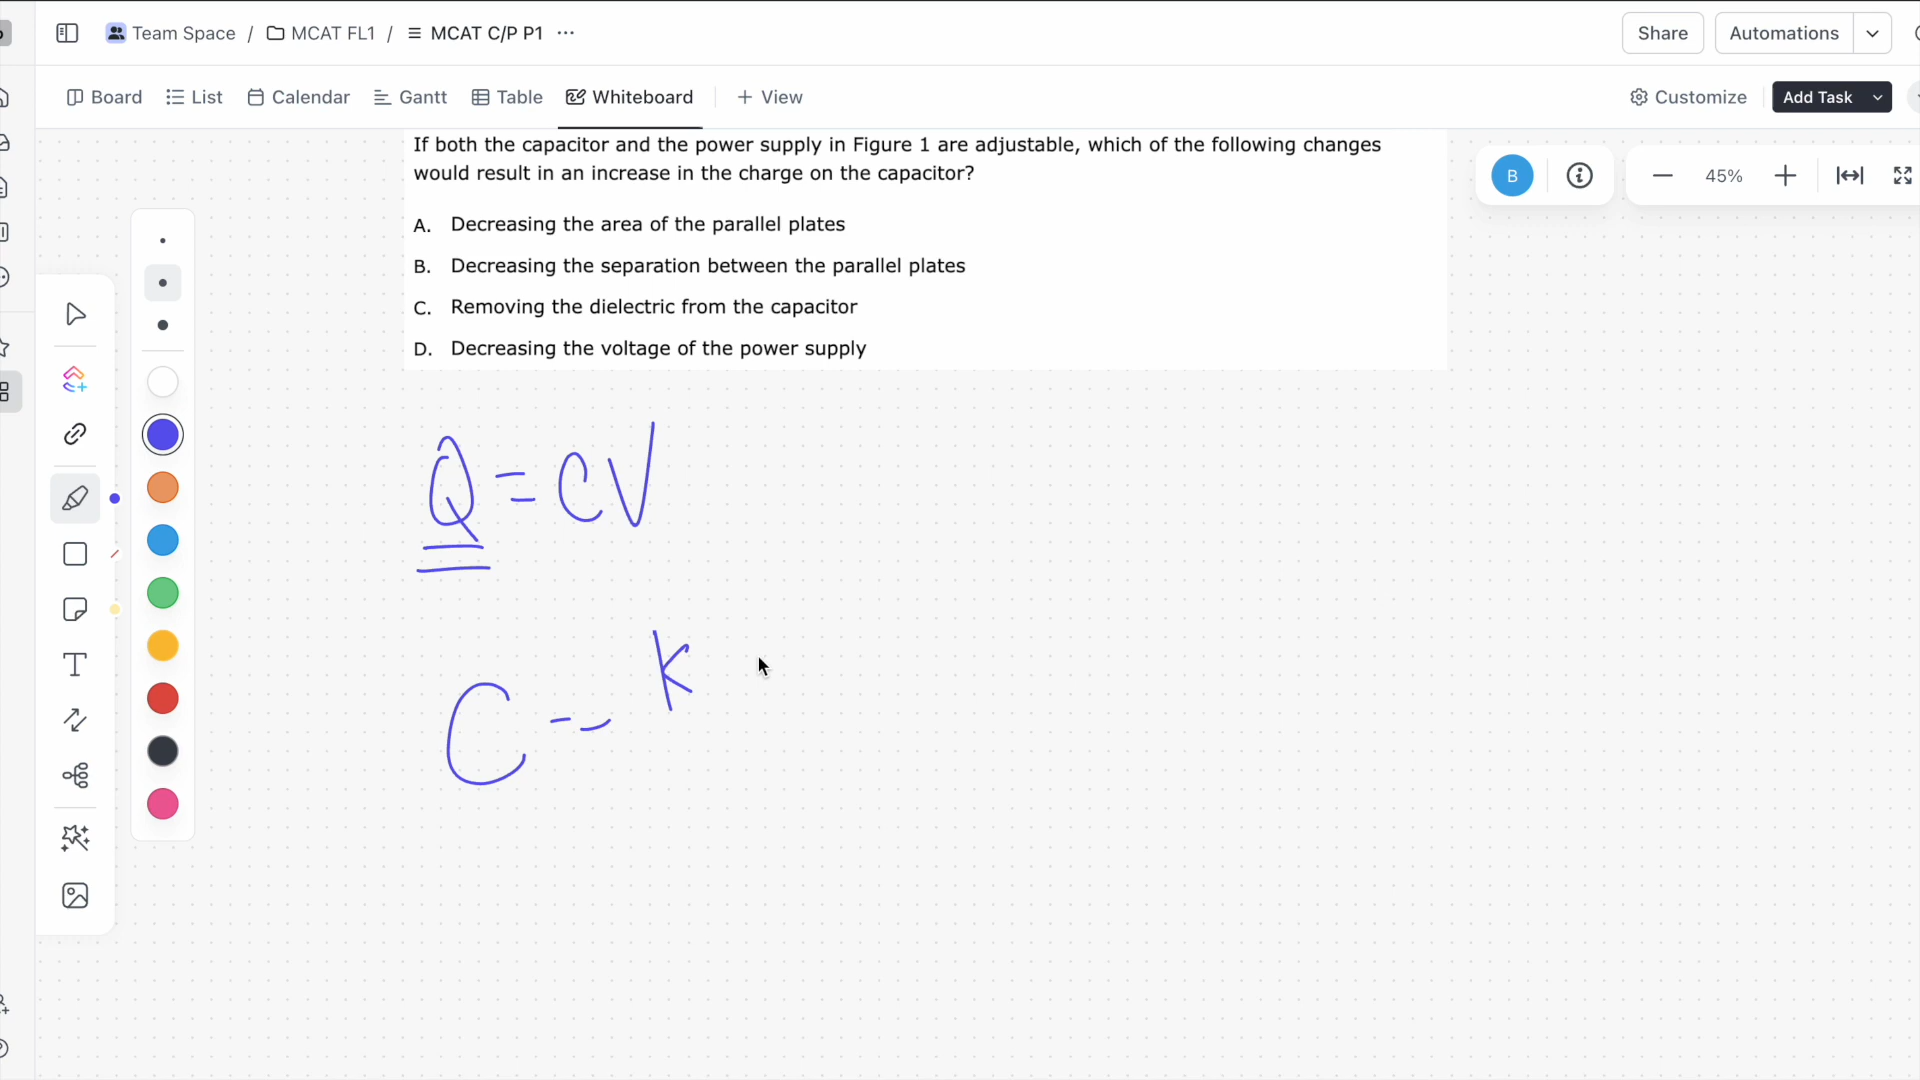 Team Space / MCAT FL1 / MCAT C/P P1 ...
Share
Automations
Board
List
Calendar
Gantt
Table
Whiteboard
+ View
Customize
Add Task
If both the capacitor and the power supply in Figure 1 are adjustable, which of the following changes
would result in an increase in the charge on the capacitor?
B
45%
A. Decreasing the area of the parallel plates
B. Decreasing the separation between the parallel plates
C. Removing the dielectric from the capacitor
D. Decreasing the voltage of the power supply
Q = CV
C = K